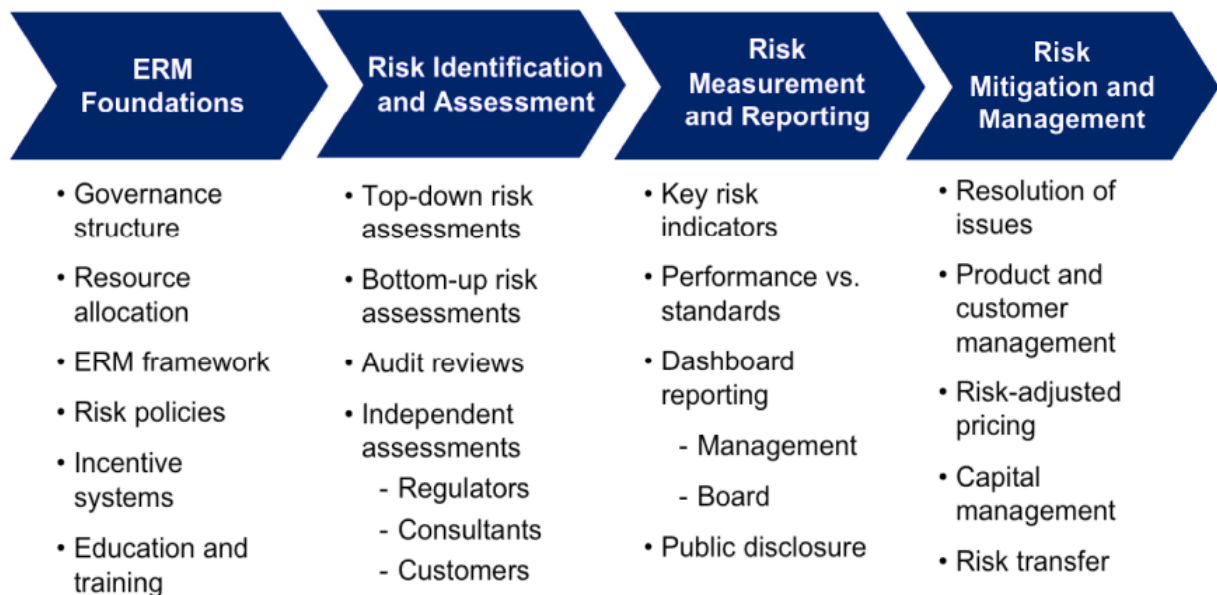 ERM
Foundations
• Governance
structure
• Resource
allocation
• ERM framework
• Risk policies
• Incentive
systems
• Education and
training
Risk Identification
and Assessment
• Top-down risk
assessments
• Bottom-up risk
assessments
• Audit reviews
• Independent
assessments
- Regulators
- Consultants
- Customers
Risk
Measurement
and Reporting
• Key risk
indicators
• Performance vs.
standards
• Dashboard
reporting
- Management
- Board
• Public disclosure
Risk
Mitigation and
Management
• Resolution of
issues
• Product and
customer
management
• Risk-adjusted
pricing
• Capital
management
• Risk transfer